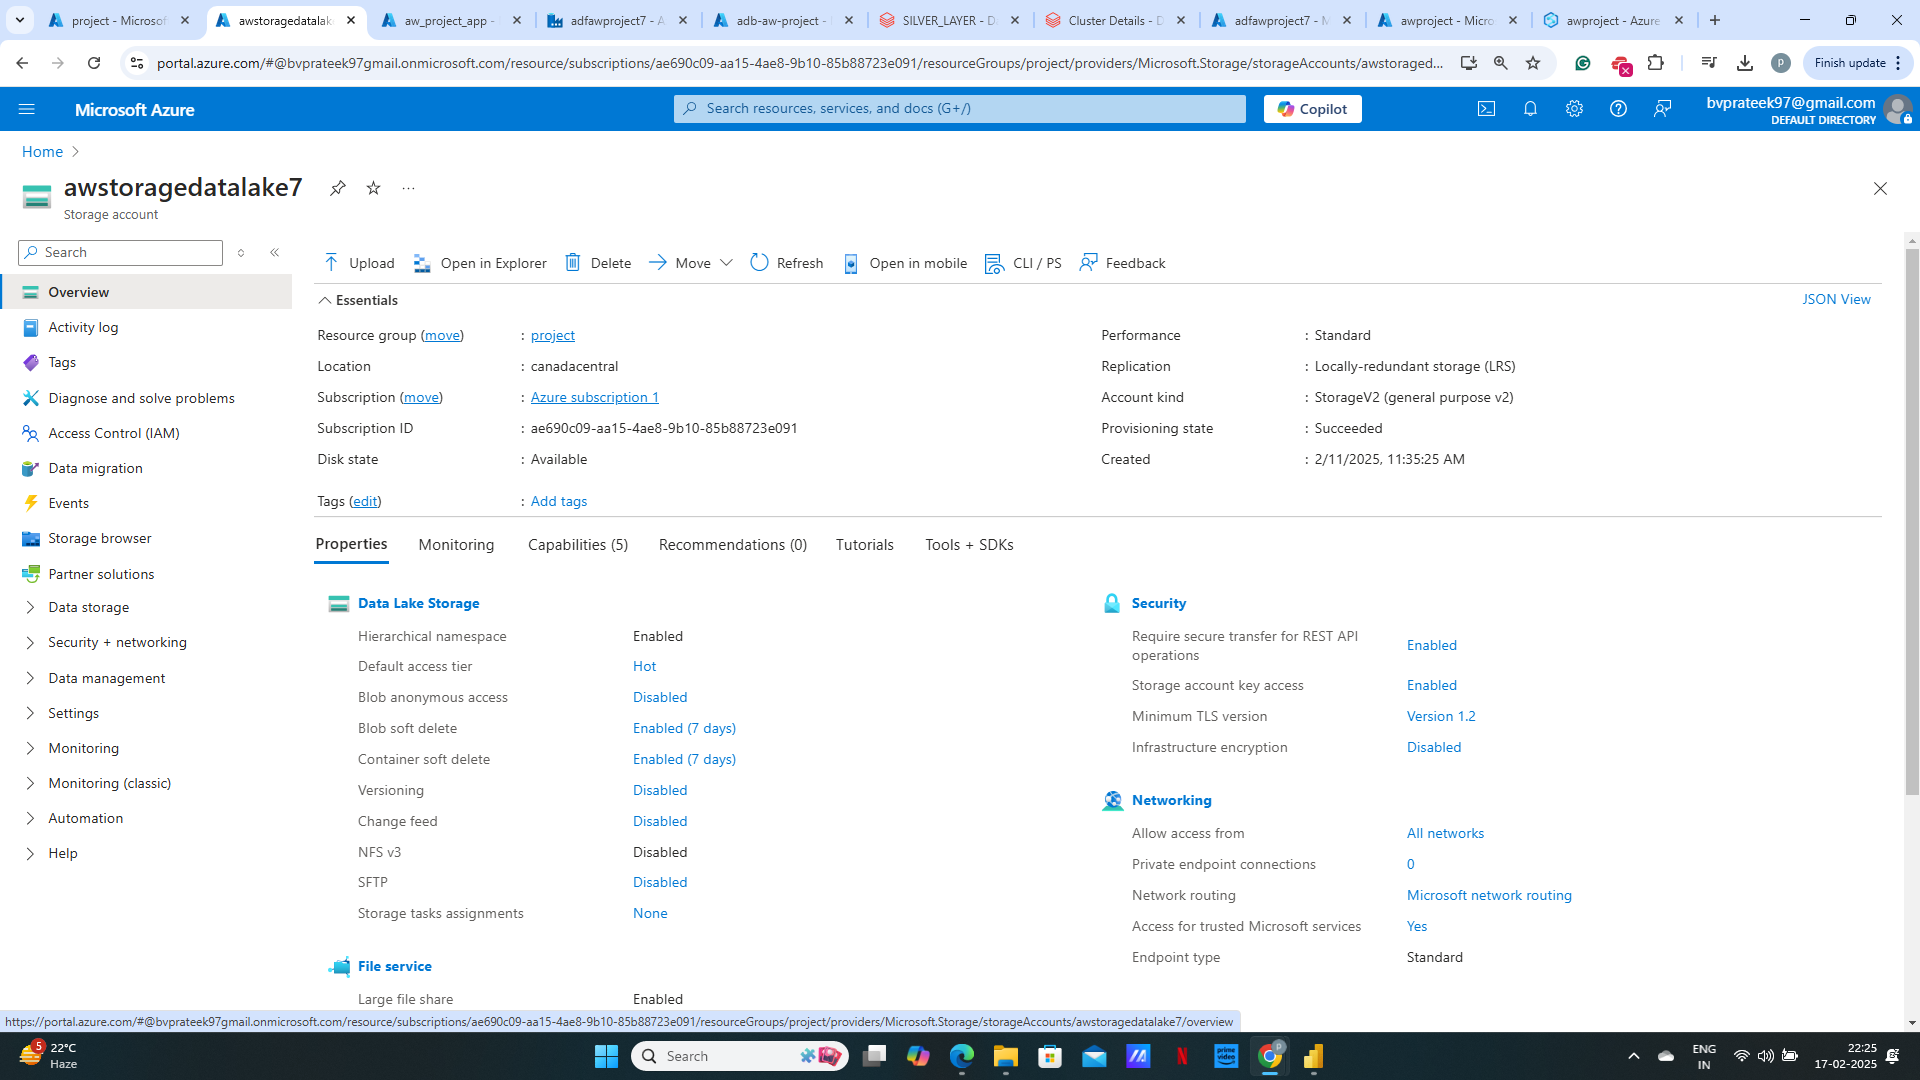 project - Microsof
awstoragedatalak
aw_project_app -
adfawproject7 - A
adb-aw-project -
SILVER_LAYER - D
Cluster Details - D
adfawproject7 - M
awproject - Micro
awproject - Azure
portal.azure.com/#@bvprateek97gmail.onmicrosoft.com/resource/subscriptions/ae690c09-aa15-4ae8-9b10-85b88723e091/resourceGroups/project/providers/Microsoft.Storage/storageAccounts/awstoraged...
P
Finish update
Microsoft Azure
Search resources, services, and docs (G+/)
Copilot
bvprateek97@gmail.com
DEFAULT DIRECTORY
Home
awstoragedatalake7
Storage account
Search
Upload
Open in Explorer
Delete
Move
Refresh
Open in mobile
CLI / PS
Feedback
Overview
Activity log
Tags
Diagnose and solve problems
Access Control (IAM)
Data migration
Events
Storage browser
Partner solutions
Data storage
Security + networking
Data management
Settings
Monitoring
Monitoring (classic)
Automation
Help
Essentials
JSON View
Resource group (move) : project
Location : canadacentral
Subscription (move) : Azure subscription 1
Subscription ID : ae690c09-aa15-4ae8-9b10-85b88723e091
Disk state : Available
Tags (edit) : Add tags
Performance : Standard
Replication : Locally-redundant storage (LRS)
Account kind : StorageV2 (general purpose v2)
Provisioning state : Succeeded
Created : 2/11/2025, 11:35:25 AM
Properties
Monitoring
Capabilities (5)
Recommendations (0)
Tutorials
Tools + SDKs
Data Lake Storage
Hierarchical namespace Enabled
Default access tier Hot
Blob anonymous access Disabled
Blob soft delete Enabled (7 days)
Container soft delete Enabled (7 days)
Versioning Disabled
Change feed Disabled
NFS v3 Disabled
SFTP Disabled
Storage tasks assignments None
File service
Large file share Enabled
Security
Require secure transfer for REST API
operations Enabled
Storage account key access Enabled
Minimum TLS version Version 1.2
Infrastructure encryption Disabled
Networking
Allow access from All networks
Private endpoint connections 0
Network routing Microsoft network routing
Access for trusted Microsoft services Yes
Endpoint type Standard
https://portal.azure.com/#@bvprateek97gmail.onmicrosoft.com/resource/subscriptions/ae690c09-aa15-4ae8-9b10-85b88723e091/resourceGroups/project/providers/Microsoft.Storage/storageAccounts/awstoragedatalake7/overview
5
22°C
Haze
Search
prime video
P
ENG
IN
22:25
17-02-2025